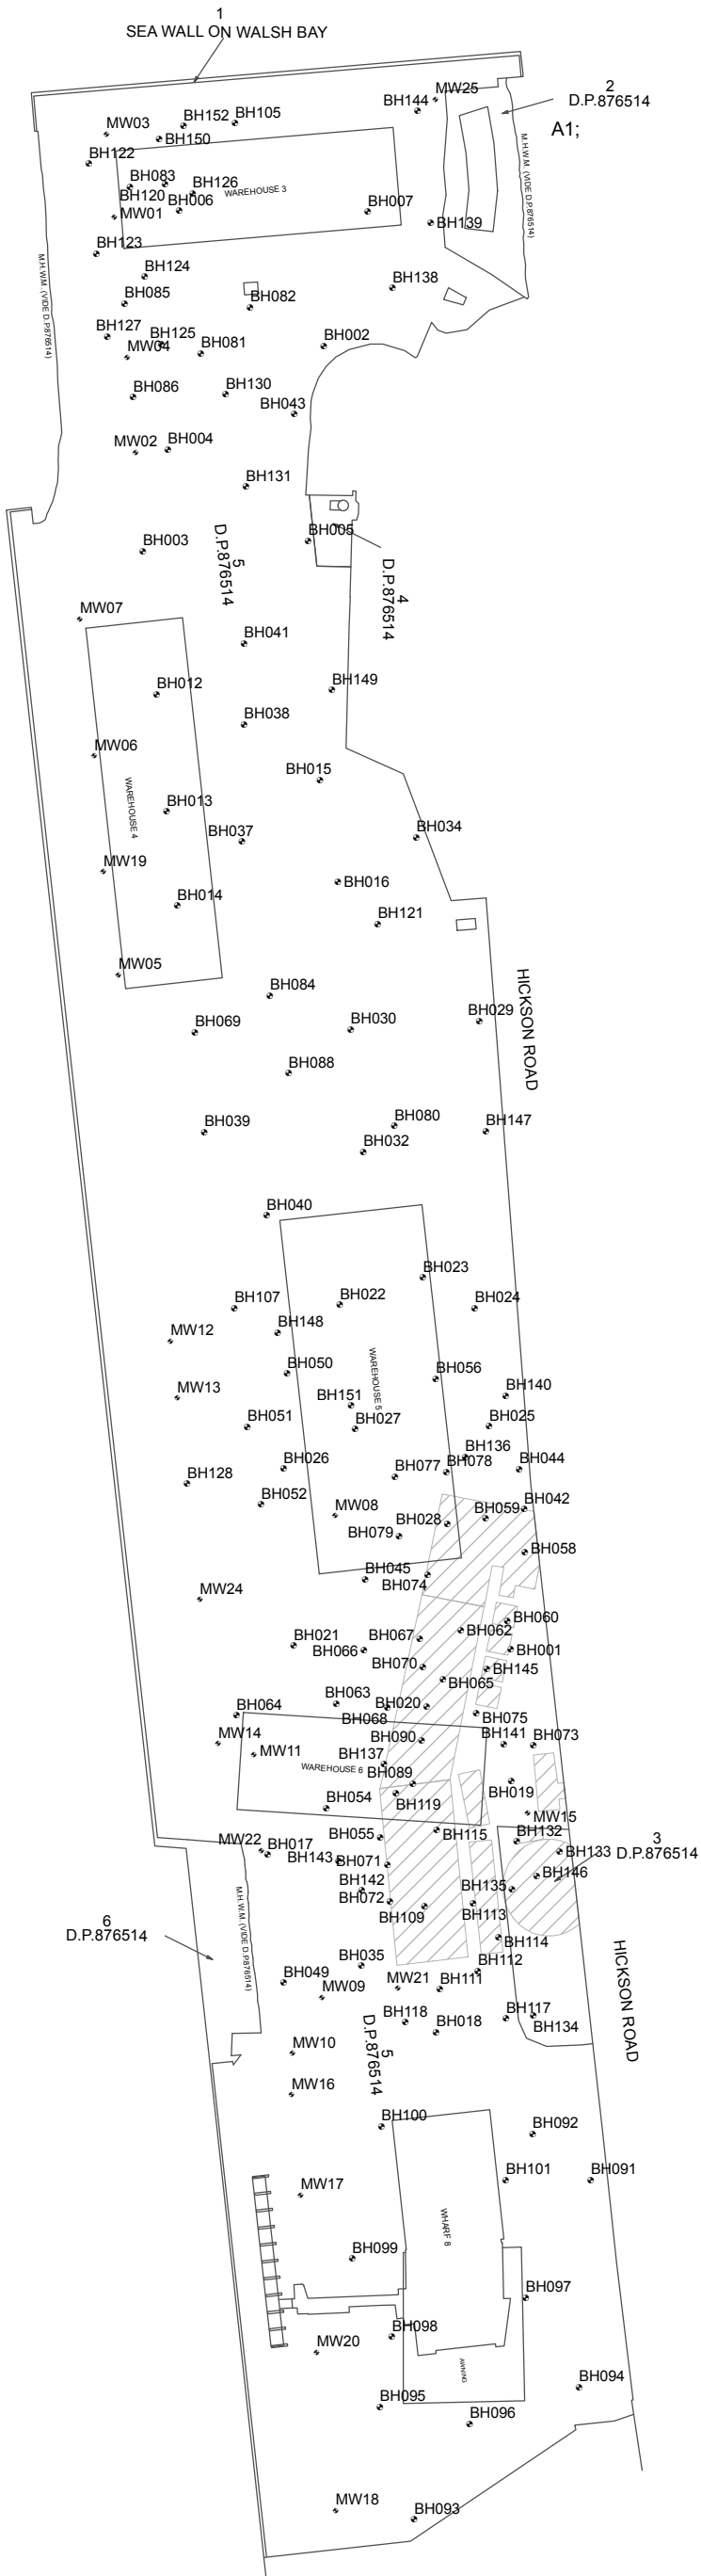 1
SEA WALL ON WALSH BAY
MW25
2
D.P.876514
BH144
A1;
BH152
BH105
MW03
BH150
M.H.W.M. (VIDE D.P.876514)
BH122
BH083
BH126
WAREHOUSE 3
BH120
BH006
BH007
MW01
BH139
BH123
M.H.W.M. (VIDE D.P.876514)
BH124
BH138
BH085
BH082
BH127
BH125
BH081
BH002
MW04
BH086
BH130
BH043
MW02
BH004
BH131
BH005
BH003
5
D.P.876514
4
D.P.876514
MW07
BH041
BH012
BH149
BH038
MW06
BH015
WAREHOUSE 4
BH013
BH037
BH034
MW19
BH016
BH014
BH121
MW05
BH084
HICKSON ROAD
BH069
BH030
BH029
BH088
BH039
BH080
BH147
BH032
BH040
BH023
BH107
BH022
BH024
MW12
BH148
BH050
WAREHOUSE 5
BH056
MW13
BH151
BH140
BH051
BH027
BH025
BH026
BH136
BH128
BH077
BH078
BH044
BH052
MW08
BH028
BH059
BH042
BH079
BH058
BH045
BH074
MW24
BH060
BH021
BH066
BH067
BH062
BH001
BH070
BH145
BH065
BH063
BH064
BH068
BH020
BH075
MW14
MW11
BH090
BH141
BH073
BH137
WAREHOUSE 6
BH089
BH019
BH054
BH119
MW15
MW22
BH017
BH055
BH115
BH132
3
D.P.876514
BH143
BH071
BH133
BH142
BH135
BH146
BH072
BH109
BH113
6
D.P.876514
M.H.W.M. (VIDE D.P.876514)
BH114
HICKSON ROAD
BH035
BH112
BH049
MW09
MW21
BH111
BH118
BH018
BH117
BH134
5
D.P.876514
MW10
MW16
BH100
BH092
BH101
BH091
MW17
WHARF 8
BH099
BH097
BH098
MW20
AWNING
BH094
BH095
BH096
MW18
BH093